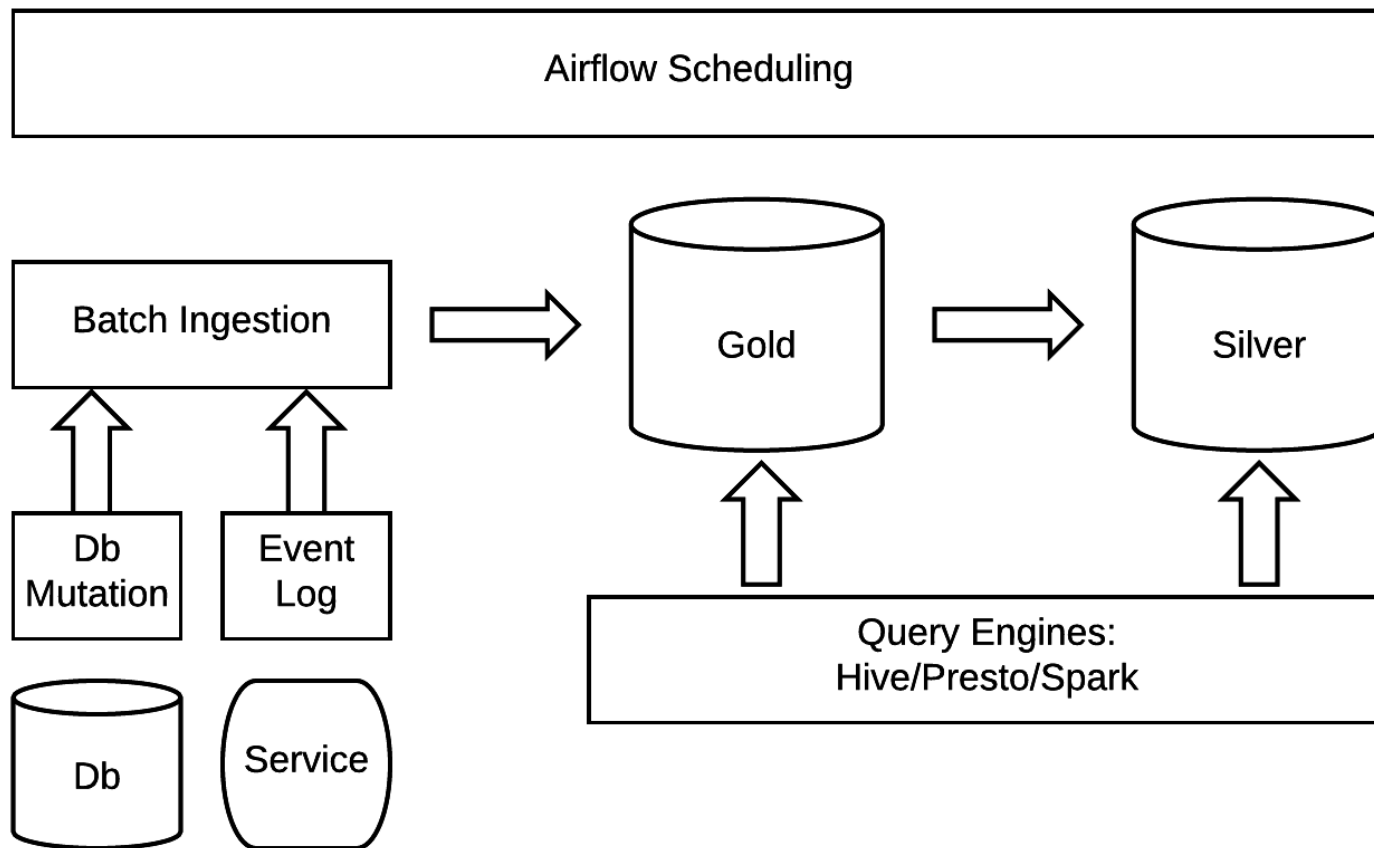 Airflow Scheduling
Batch Ingestion
Gold
Silver
Db
Mutation
Event
Log
Query Engines:
Hive/Presto/Spark
Db
Service